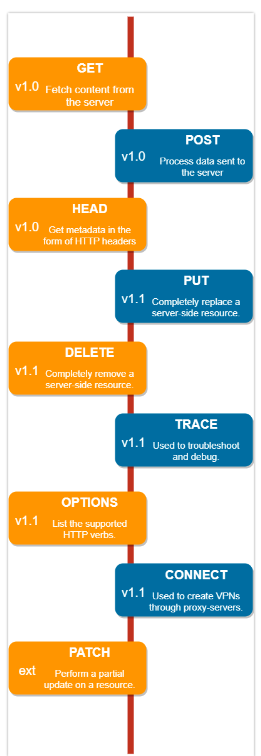 GET
v1.0 Fetch content from
the server
POST
v1.0 Process data sent to
the server
HEAD
v1.0 Get metadata in the
form of HTTP headers
PUT
v1.1 Completely replace a
server-side resource.
DELETE
v1.1 Completely remove a
server-side resource.
TRACE
v1.1 Used to troubleshoot
and debug.
OPTIONS
v1.1 List the supported
HTTP verbs.
CONNECT
v1.1 Used to create VPNs
through proxy-servers.
PATCH
ext Perform a partial
update on a resource.